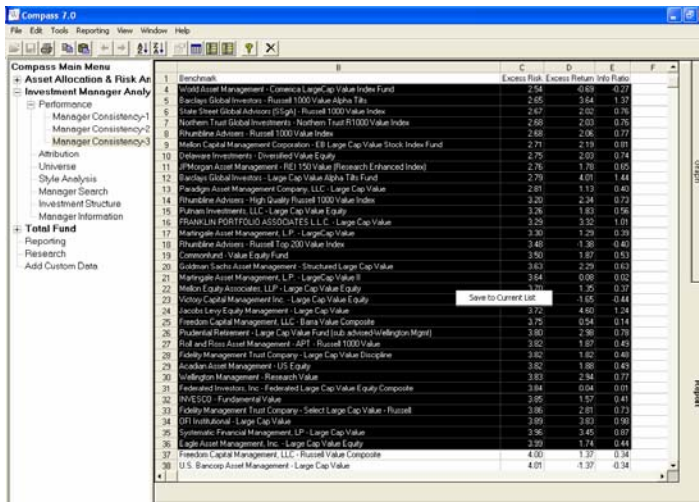 Compass 7.0
File Edit Tools Reporting View Window Help
Compass Main Menu
Asset Allocation & Risk An
Investment Manager Analy
Performance
Manager Consistency-1
Manager Consistency-2
Manager Consistency-3
Attribution
Universe
Style Analysis
Manager Search
Investment Structure
Manager Information
Total Fund
Reporting
Research
Add Custom Data
B C D E F
1 Benchmark Excess Risk Excess Return Info Ratio
4 World Asset Management - Comerica LargeCap Value Index Fund 2.54 -0.69 -0.27
5 Barclays Global Investors - Russell 1000 Value Alpha Tilts 2.65 3.64 1.37
6 State Street Global Advisors (SSgA) - Russell 1000 Value Index 2.67 2.02 0.76
7 Northern Trust Global Investments - Northern Trust R1000 Value Index 2.68 2.03 0.76
8 Rhumbline Advisers - Russell 1000 Value Index 2.68 2.06 0.77
9 Mellon Capital Management Corporation - EB Large Cap Value Stock Index Fund 2.71 2.19 0.81
10 Delaware Investments - Diversified Value Equity 2.75 2.03 0.74
11 JPMorgan Asset Management - REI 150 Value (Research Enhanced Index) 2.76 1.78 0.65
12 Barclays Global Investors - Large Cap Value Alpha Tilts Fund 2.79 4.01 1.44
13 Paradigm Asset Management Company, LLC - Large Cap Value 2.81 1.13 0.40
14 Rhumbline Advisers - High Quality Russell 1000 Value Index 3.20 2.34 0.73
15 Putnam Investments, LLC - Large Cap Value Equity 3.26 1.83 0.56
16 FRANKLIN PORTFOLIO ASSOCIATES L.L.C. - Large Cap Value 3.29 3.32 1.01
17 Martingale Asset Management, L.P. - LargeCap Value 3.30 1.29 0.39
18 Rhumbline Advisers - Russell Top 200 Value Index 3.48 -1.38 -0.40
19 Commonfund - Value Equity Fund 3.50 1.87 0.53
20 Goldman Sachs Asset Management - Structured Large Cap Value 3.63 2.29 0.63
21 Martingale Asset Management, L.P. - LargeCap Value II 3.64 0.08 0.02
22 Mellon Equity Associates, LLP - Large Cap Value Equity 3.70 1.35 0.37
23 Victory Capital Management Inc. - Large Cap Value Equity -1.65 -0.44
Save to Current List
24 Jacobs Levy Equity Management - Large Cap Value 3.72 4.60 1.24
25 Freedom Capital Management, LLC - Barra Value Composite 3.75 0.54 0.14
26 Prudential Retirement - Large Cap Value Fund (sub advised-Wellington Mgmt) 3.80 2.98 0.78
27 Roll and Ross Asset Management - APT - Russell 1000 Value 3.82 1.87 0.49
28 Fidelity Management Trust Company - Large Cap Value Discipline 3.82 1.82 0.48
29 Acadian Asset Management - US Equity 3.82 1.88 0.49
30 Wellington Management - Research Value 3.83 2.94 0.77
31 Federated Investors, Inc - Federated Large Cap Value Equity Composite 3.84 0.04 0.01
32 INVESCO - Fundamental Value 3.85 1.57 0.41
33 Fidelity Management Trust Company - Select Large Cap Value - Russell 3.86 2.81 0.73
34 OFI Institutional - Large Cap Value 3.89 3.83 0.98
35 Systematic Financial Management, LP - Large Cap Value 3.96 3.45 0.87
36 Eagle Asset Management, Inc. - Large Cap Value Equity 3.99 1.74 0.44
37 Freedom Capital Management, LLC - Russell Value Composite 4.00 1.37 0.34
38 U.S. Bancorp Asset Management - Large Cap Value 4.01 -1.37 -0.34
Graph